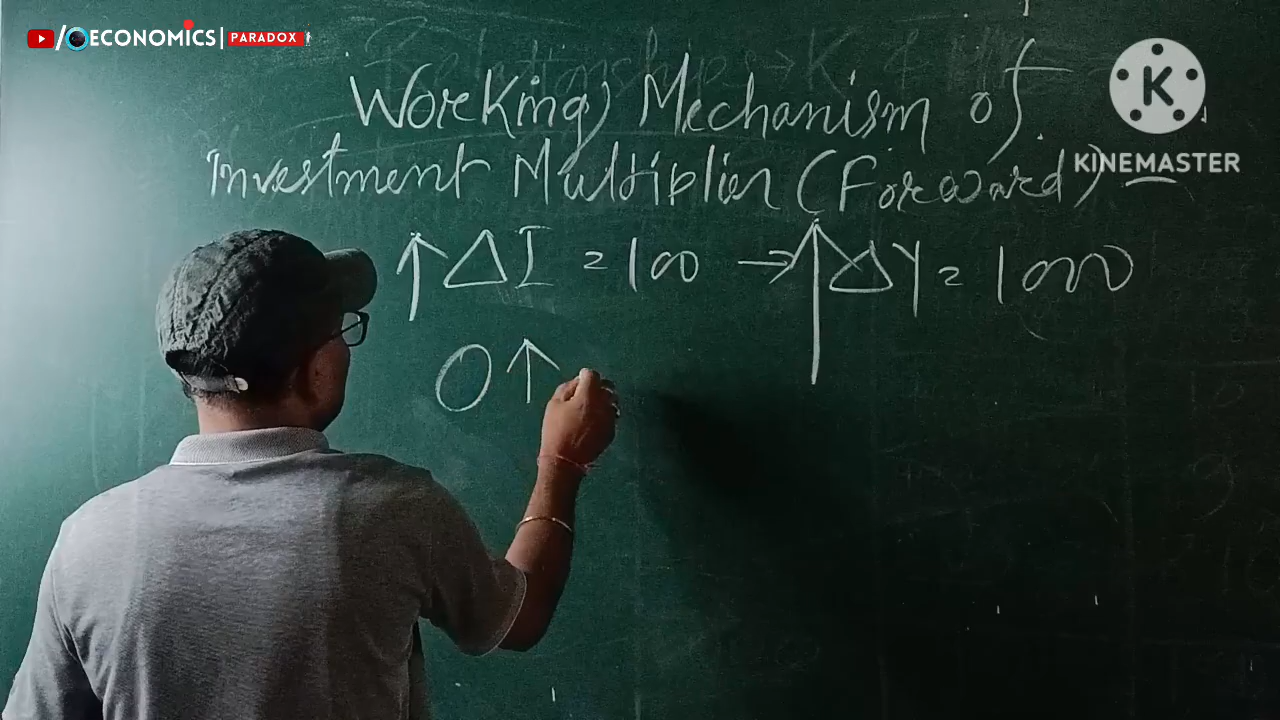 /ECONOMICS| PARADOX
K
KINEMASTER
Working Mechanism of
Investment Multiplier (Forward)
↑ΔI = 100 → ↑ΔY = 1000
O↑